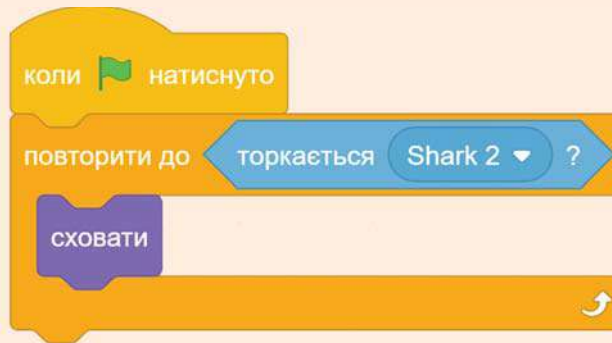 коли натиснуто
повторити до торкається Shark 2 ?
сховати